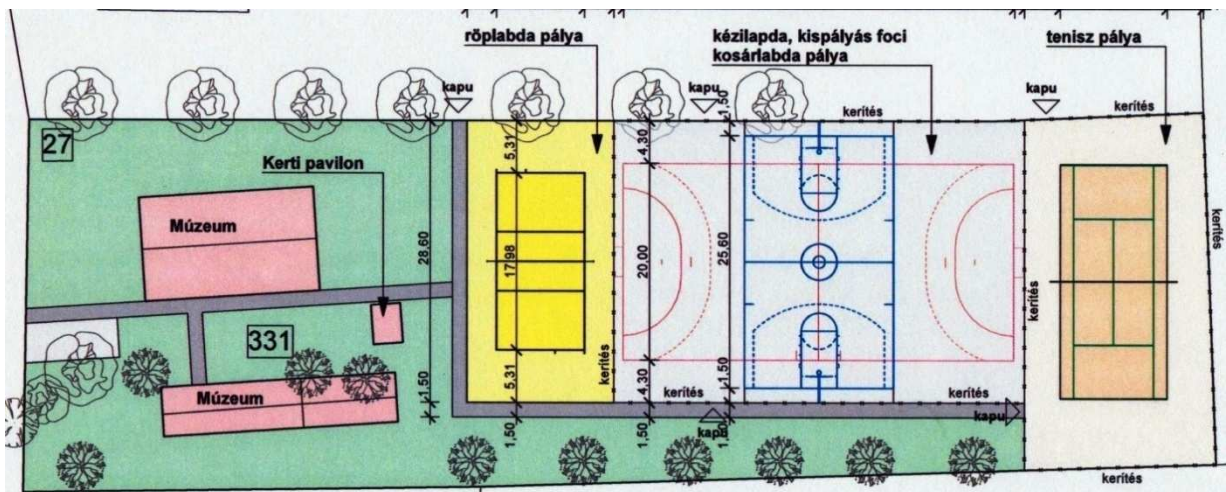 röplabda pálya
kézilapda, kispályás foci
kosárlabda pálya
tenisz pálya
kapu
kapu
kapu
kerítés
kerítés
27
Kerti pavilon
Múzeum
331
Múzeum
28,60
1,50
5,31
17,98
5,31
1,50
4,30
20,00
4,30
1,50
1,50
25,60
1,50
1,50
kerítés
kerítés
kerítés
kerítés
kerítés
kapu
kapu
kerítés